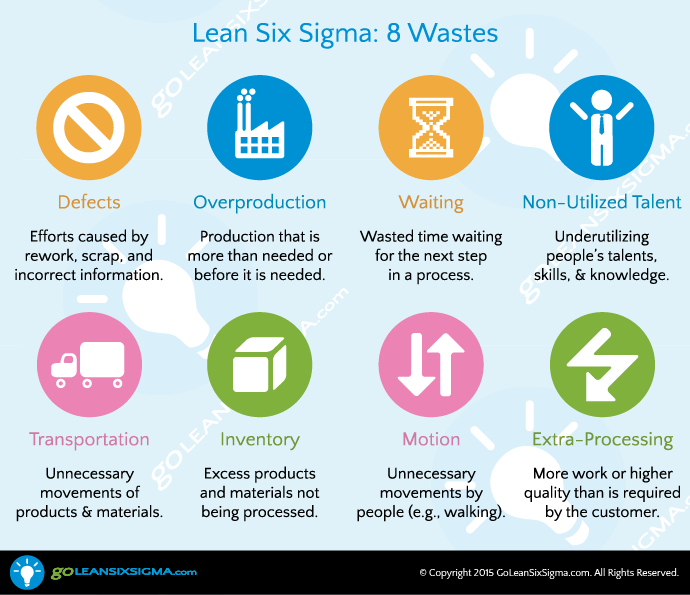 Lean Six Sigma: 8 Wastes
Defects
Efforts caused by
rework, scrap, and
incorrect information.
Overproduction
Production that is
more than needed or
before it is needed.
Waiting
Wasted time waiting
for the next step
in a process.
Non-Utilized Talent
Underutilizing
people's talents,
skills, & knowledge.
Transportation
Unnecessary
movements of
products & materials.
Inventory
Excess products
and materials not
being processed.
Motion
Unnecessary
movements by
people (e.g., walking).
Extra-Processing
More work or higher
quality than is required
by the customer.
goLEANSIXSIGMA.com
© Copyright 2015 GoLeanSixSigma.com. All Rights Reserved.